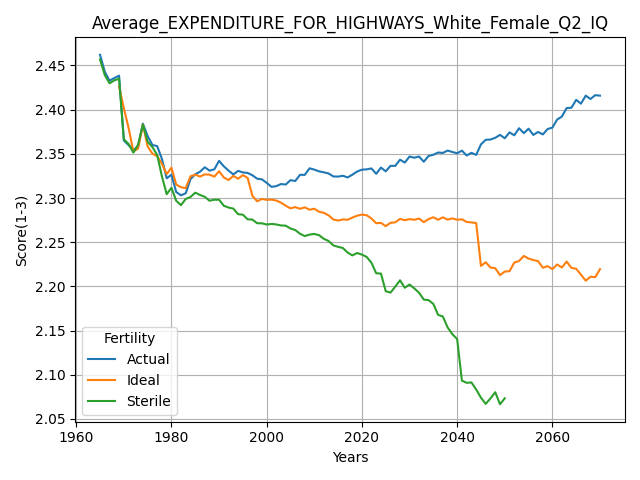 Average_EXPENDITURE_FOR_HIGHWAYS_White_Female_Q2_IQ
Score(1-3)
2.45
2.40
2.35
2.30
2.25
2.20
2.15
2.10
2.05
Fertility
Actual
Ideal
Sterile
1960 1980 2000 2020 2040 2060
Years